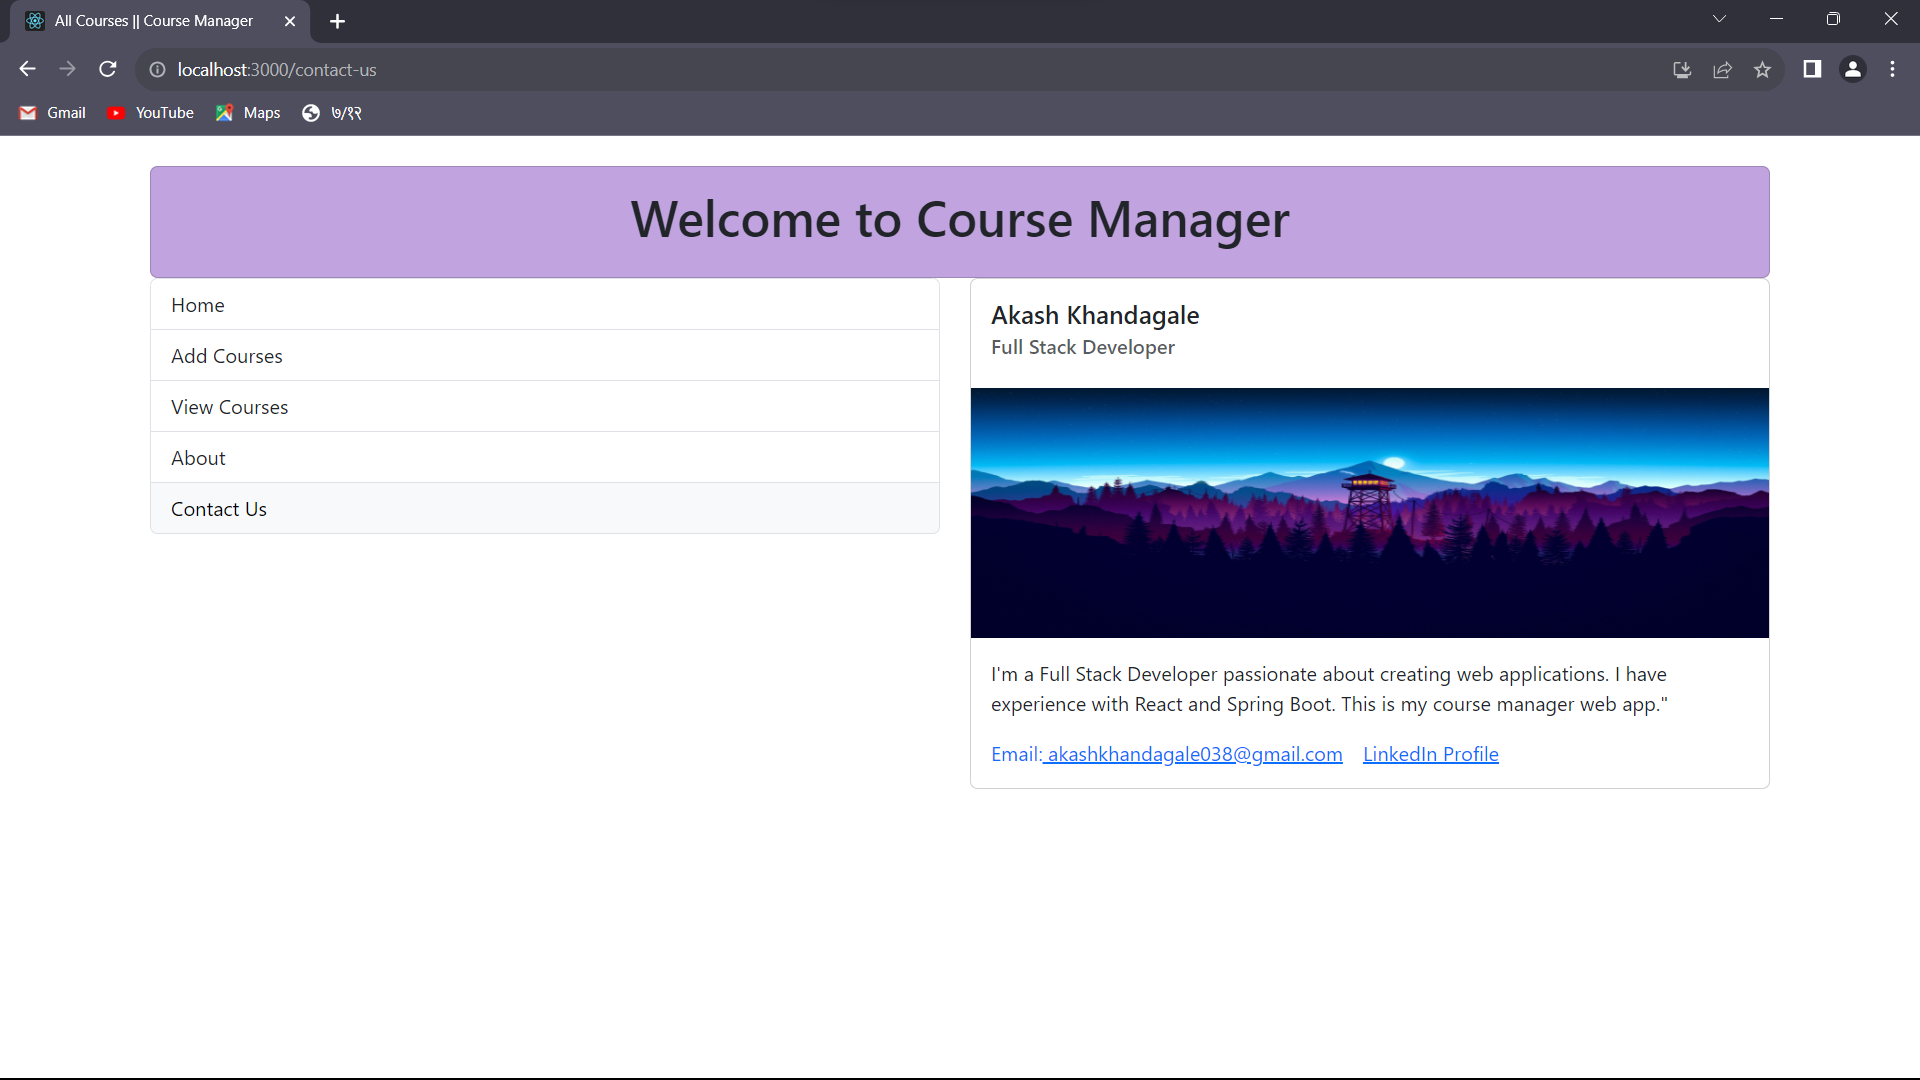 All Courses || Course Manager
localhost:3000/contact-us
Gmail YouTube Maps ७/१२
Welcome to Course Manager
Home
Add Courses
View Courses
About
Contact Us
Akash Khandagale
Full Stack Developer
I'm a Full Stack Developer passionate about creating web applications. I have
experience with React and Spring Boot. This is my course manager web app."
Email: akashkhandagale038@gmail.com LinkedIn Profile